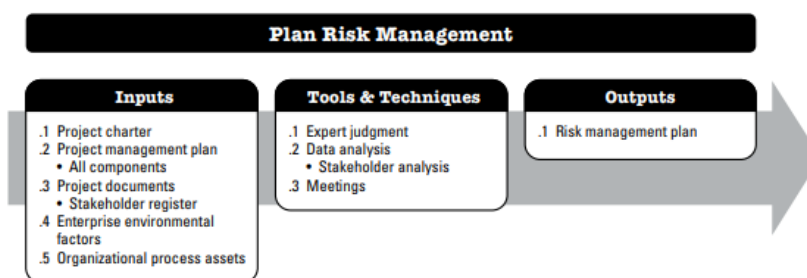 Plan Risk Management
Inputs
.1 Project charter
.2 Project management plan
• All components
.3 Project documents
• Stakeholder register
.4 Enterprise environmental
factors
.5 Organizational process assets
Tools & Techniques
.1 Expert judgment
.2 Data analysis
• Stakeholder analysis
.3 Meetings
Outputs
.1 Risk management plan